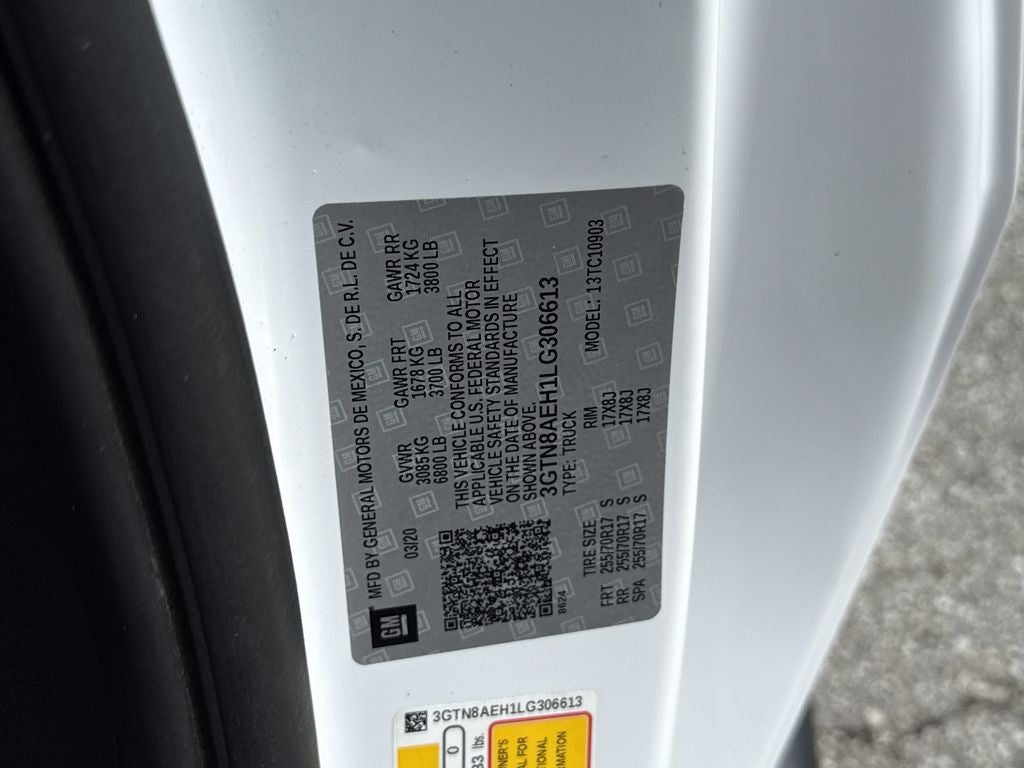 GM
MFD BY GENERAL MOTORS DE MEXICO, S. DE R.L. DE C.V.
03/20 GVWR GAWR FRT GAWR RR
3085 KG 1678 KG 1724 KG
6800 LB 3700 LB 3800 LB
THIS VEHICLE CONFORMS TO ALL
APPLICABLE U.S. FEDERAL MOTOR
VEHICLE SAFETY STANDARDS IN EFFECT
ON THE DATE OF MANUFACTURE
SHOWN ABOVE.
3GTN8AEH1LG306613
TYPE: TRUCK
B624
MODEL: 13TC10903
TIRE SIZE RIM
FRT 255/70R17 S 17X8J
RR 255/70R17 S 17X8J
SPA 255/70R17 S 17X8J
3GTN8AEH1LG306613
0
lbs.